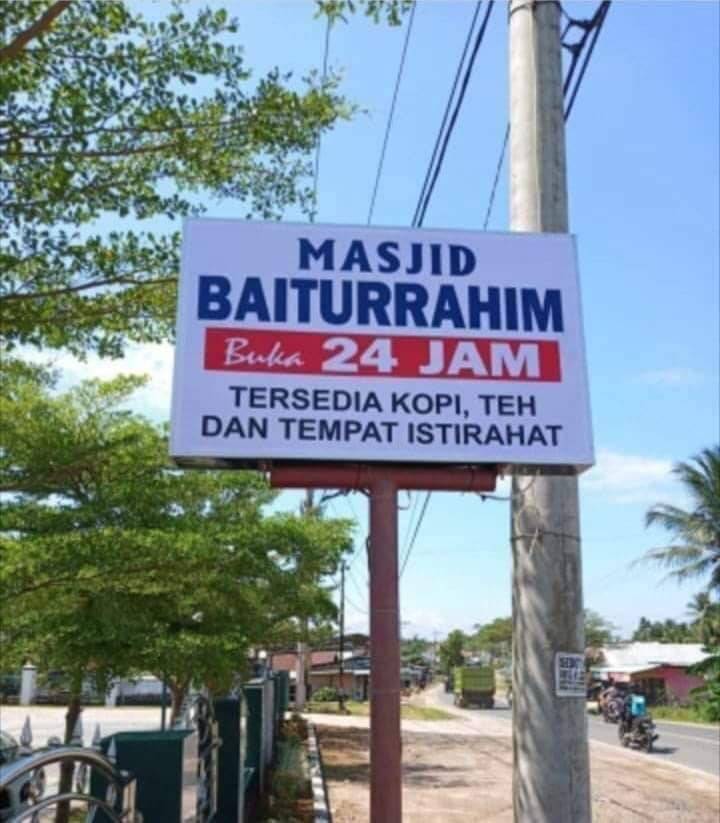 MASJID
BAITURRAHIM
Buka 24 JAM
TERSEDIA KOPI, TEH
DAN TEMPAT ISTIRAHAT